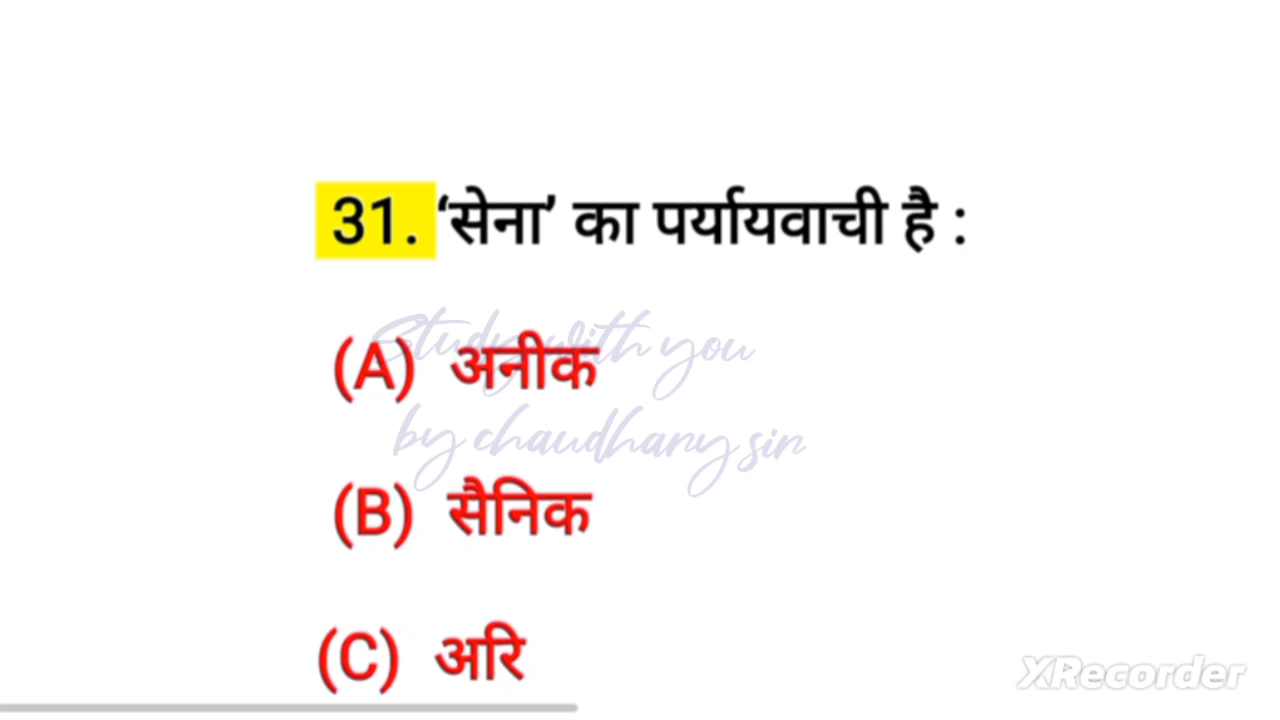 31. ‘सेना’ का पर्यायवाची है :
Study with you
(A) अनीक
by chaudhary sir
(B) सैनिक
(C) अरि
XRecorder